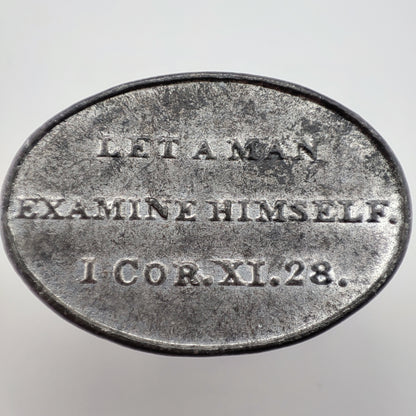 LET A MAN
EXAMINE HIMSELF.
I COR. XI. 28.